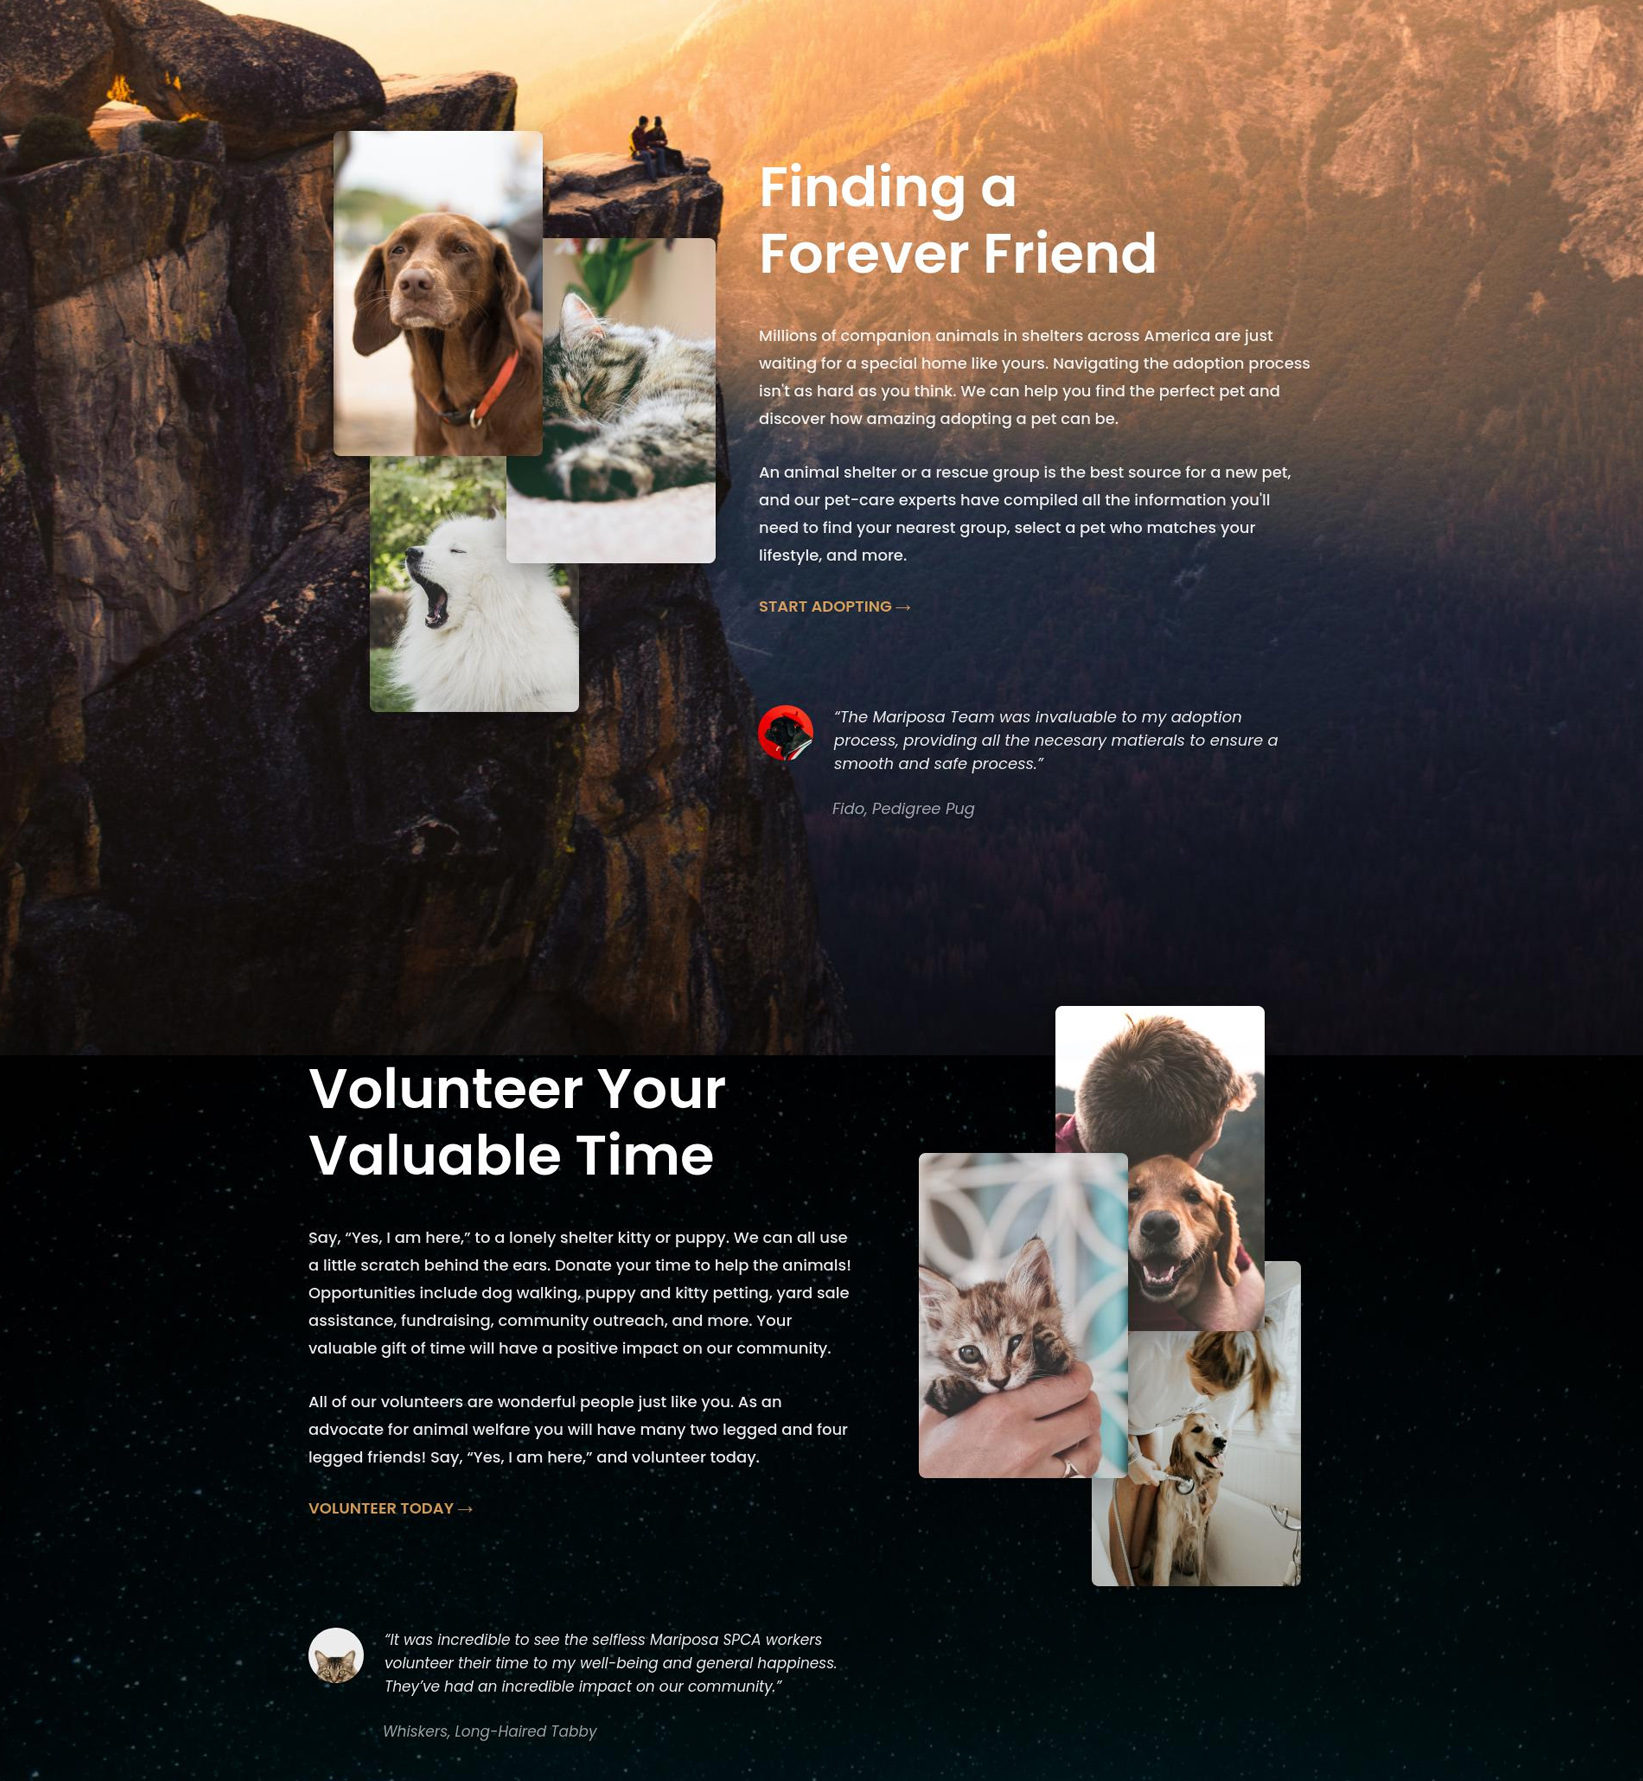 Finding a
Forever Friend
Millions of companion animals in shelters across America are just
waiting for a special home like yours. Navigating the adoption process
isn't as hard as you think. We can help you find the perfect pet and
discover how amazing adopting a pet can be.
An animal shelter or a rescue group is the best source for a new pet,
and our pet-care experts have compiled all the information you'll
need to find your nearest group, select a pet who matches your
lifestyle, and more.
START ADOPTING →
“The Mariposa Team was invaluable to my adoption
process, providing all the necesary matierals to ensure a
smooth and safe process.”
Fido, Pedigree Pug
Volunteer Your
Valuable Time
Say, “Yes, I am here,” to a lonely shelter kitty or puppy. We can all use
a little scratch behind the ears. Donate your time to help the animals!
Opportunities include dog walking, puppy and kitty petting, yard sale
assistance, fundraising, community outreach, and more. Your
valuable gift of time will have a positive impact on our community.
All of our volunteers are wonderful people just like you. As an
advocate for animal welfare you will have many two legged and four
legged friends! Say, “Yes, I am here,” and volunteer today.
VOLUNTEER TODAY →
“It was incredible to see the selfless Mariposa SPCA workers
volunteer their time to my well-being and general happiness.
They’ve had an incredible impact on our community.”
Whiskers, Long-Haired Tabby